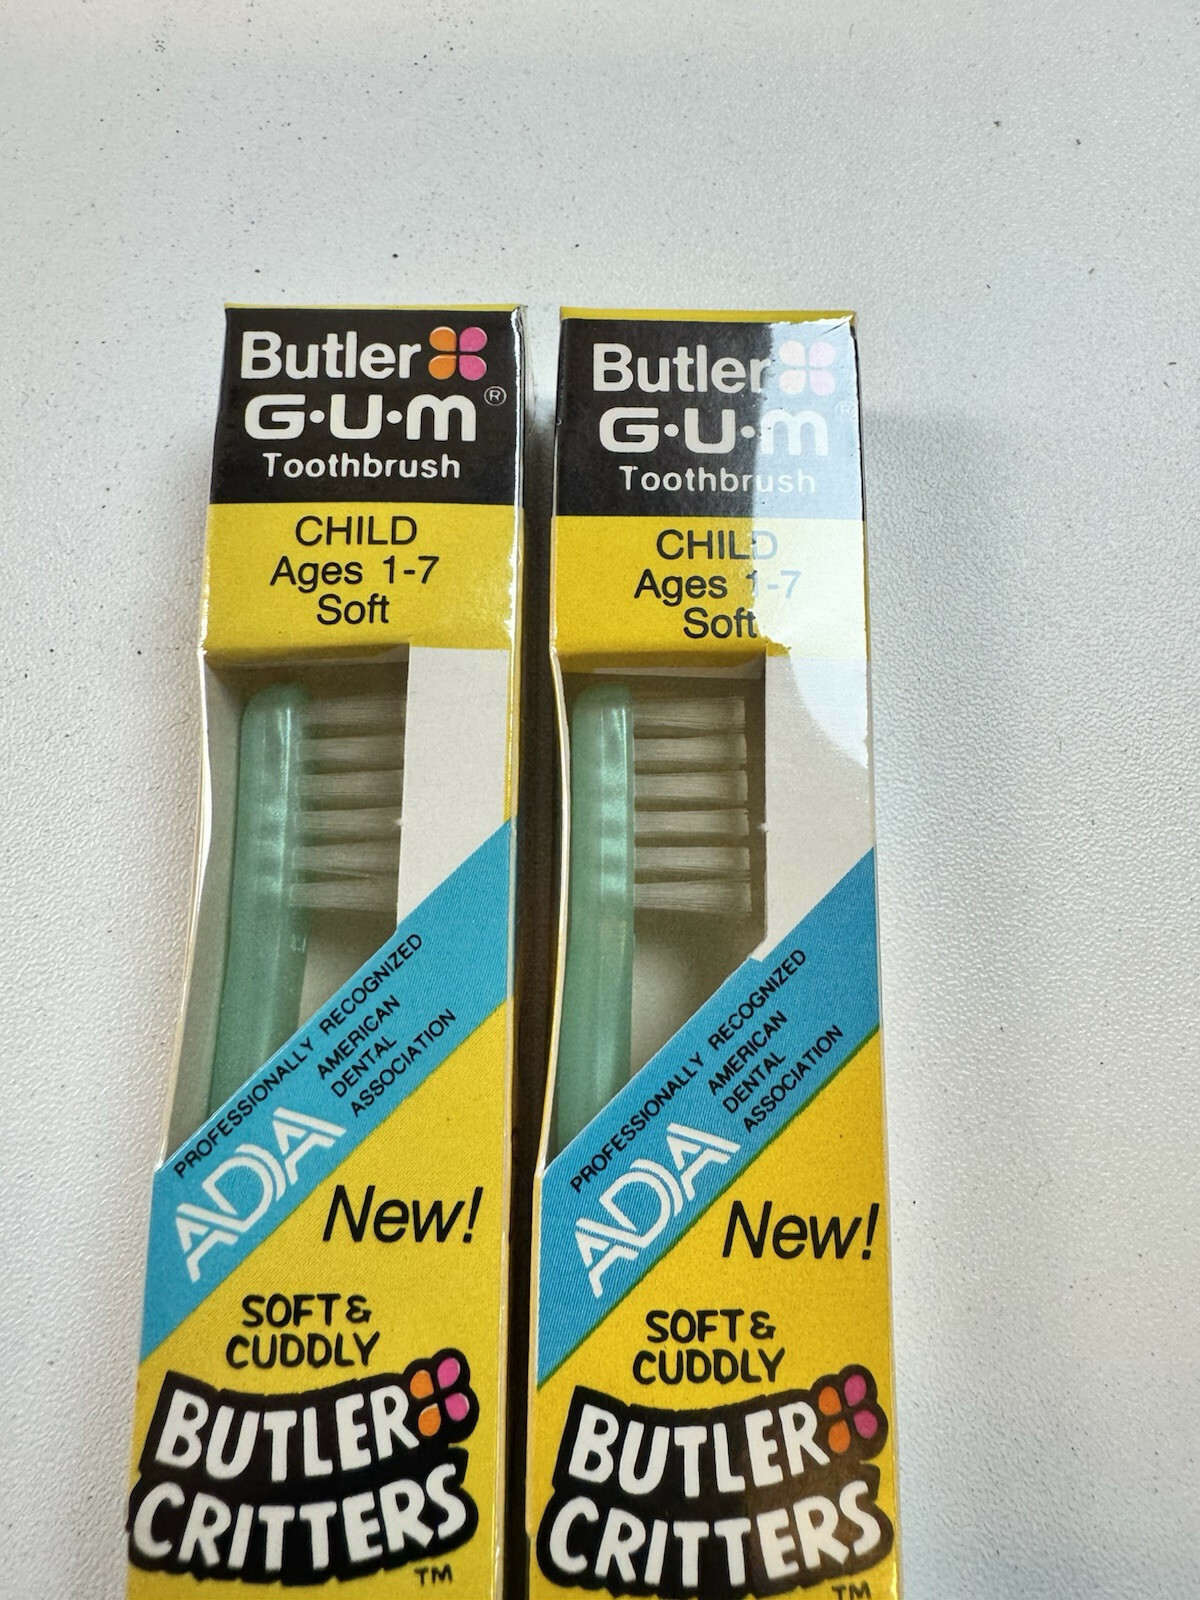 Butler
G·U·M®
Toothbrush
CHILD
Ages 1-7
Soft
PROFESSIONALLY RECOGNIZED
AMERICAN
DENTAL
ASSOCIATION
ADA
New!
SOFT &
CUDDLY
BUTLER
CRITTERS
TM
Butler
G·U·M®
Toothbrush
CHILD
Ages 1-7
Soft
PROFESSIONALLY RECOGNIZED
AMERICAN
DENTAL
ASSOCIATION
ADA
New!
SOFT &
CUDDLY
BUTLER
CRITTERS
TM